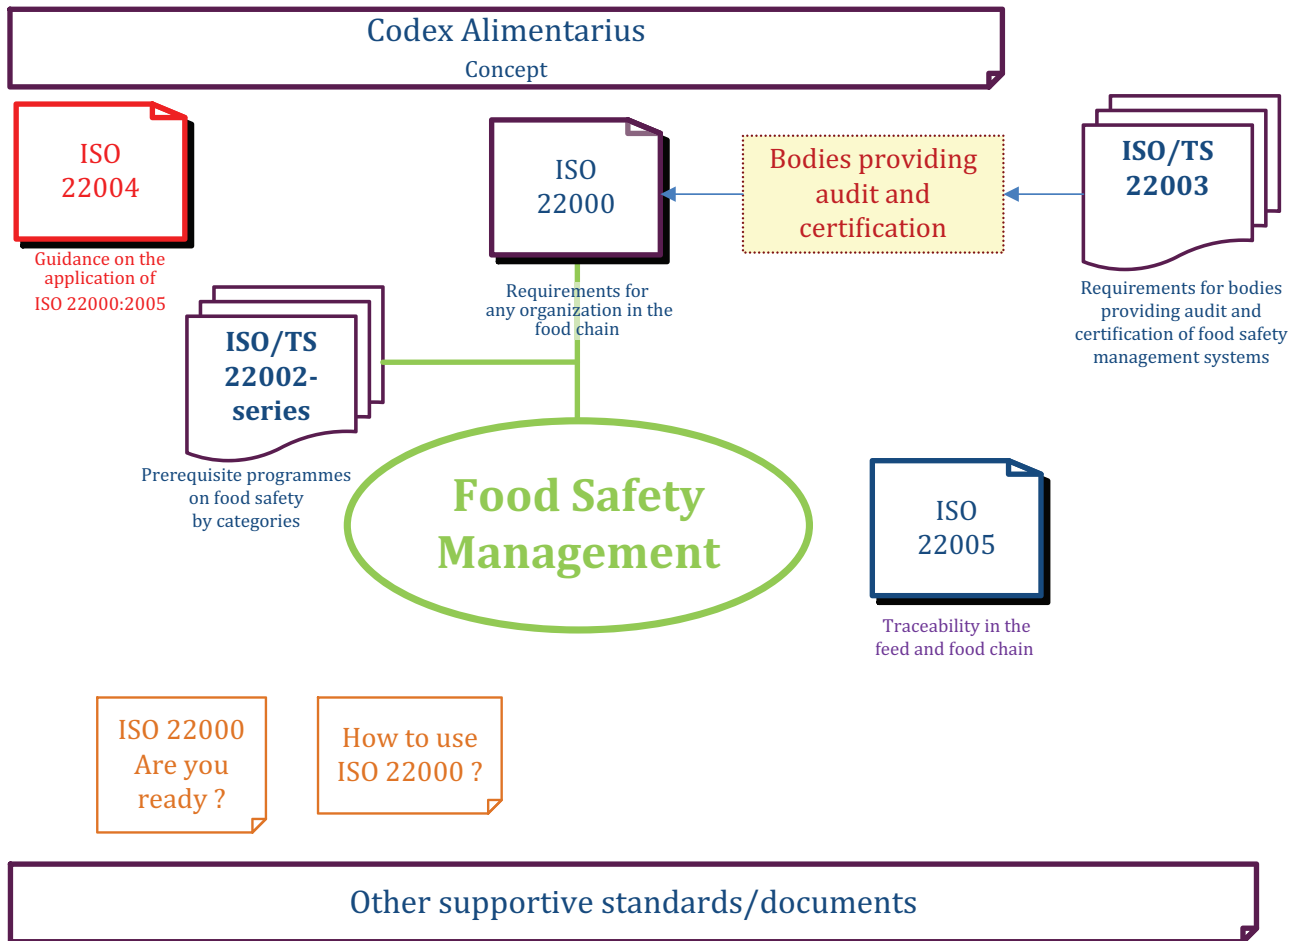 Codex Alimentarius
Concept
ISO
22004
Guidance on the
application of
ISO 22000:2005
ISO
22000
Requirements for
any organization in the
food chain
Bodies providing
audit and
certification
ISO/TS
22003
Requirements for bodies
providing audit and
certification of food safety
management systems
ISO/TS
22002-
series
Prerequisite programmes
on food safety
by categories
Food Safety
Management
ISO
22005
Traceability in the
feed and food chain
ISO 22000
Are you
ready ?
How to use
ISO 22000 ?
Other supportive standards/documents